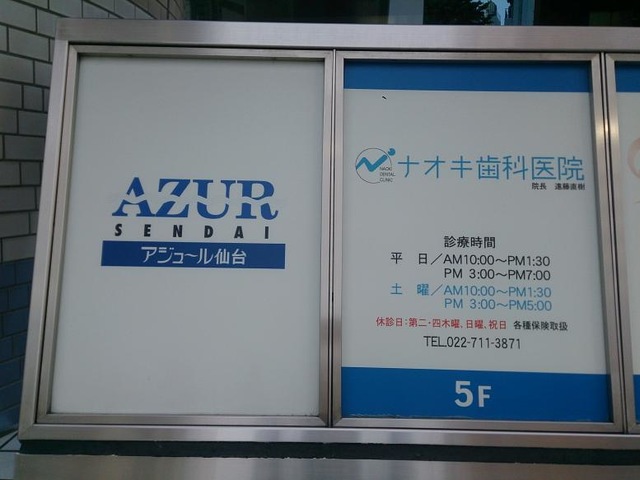 AZUR
SENDAI
アジュール仙台
NAOKI
DENTAL
CLINIC
ナオキ歯科医院
院長 遠藤直樹
診療時間
平 日/AM10:00～PM1:30
PM 3:00～PM7:00
土 曜/AM10:00～PM1:30
PM 3:00～PM5:00
休診日:第二・四木曜、日曜、祝日 各種保険取扱
TEL.022-711-3871
5F